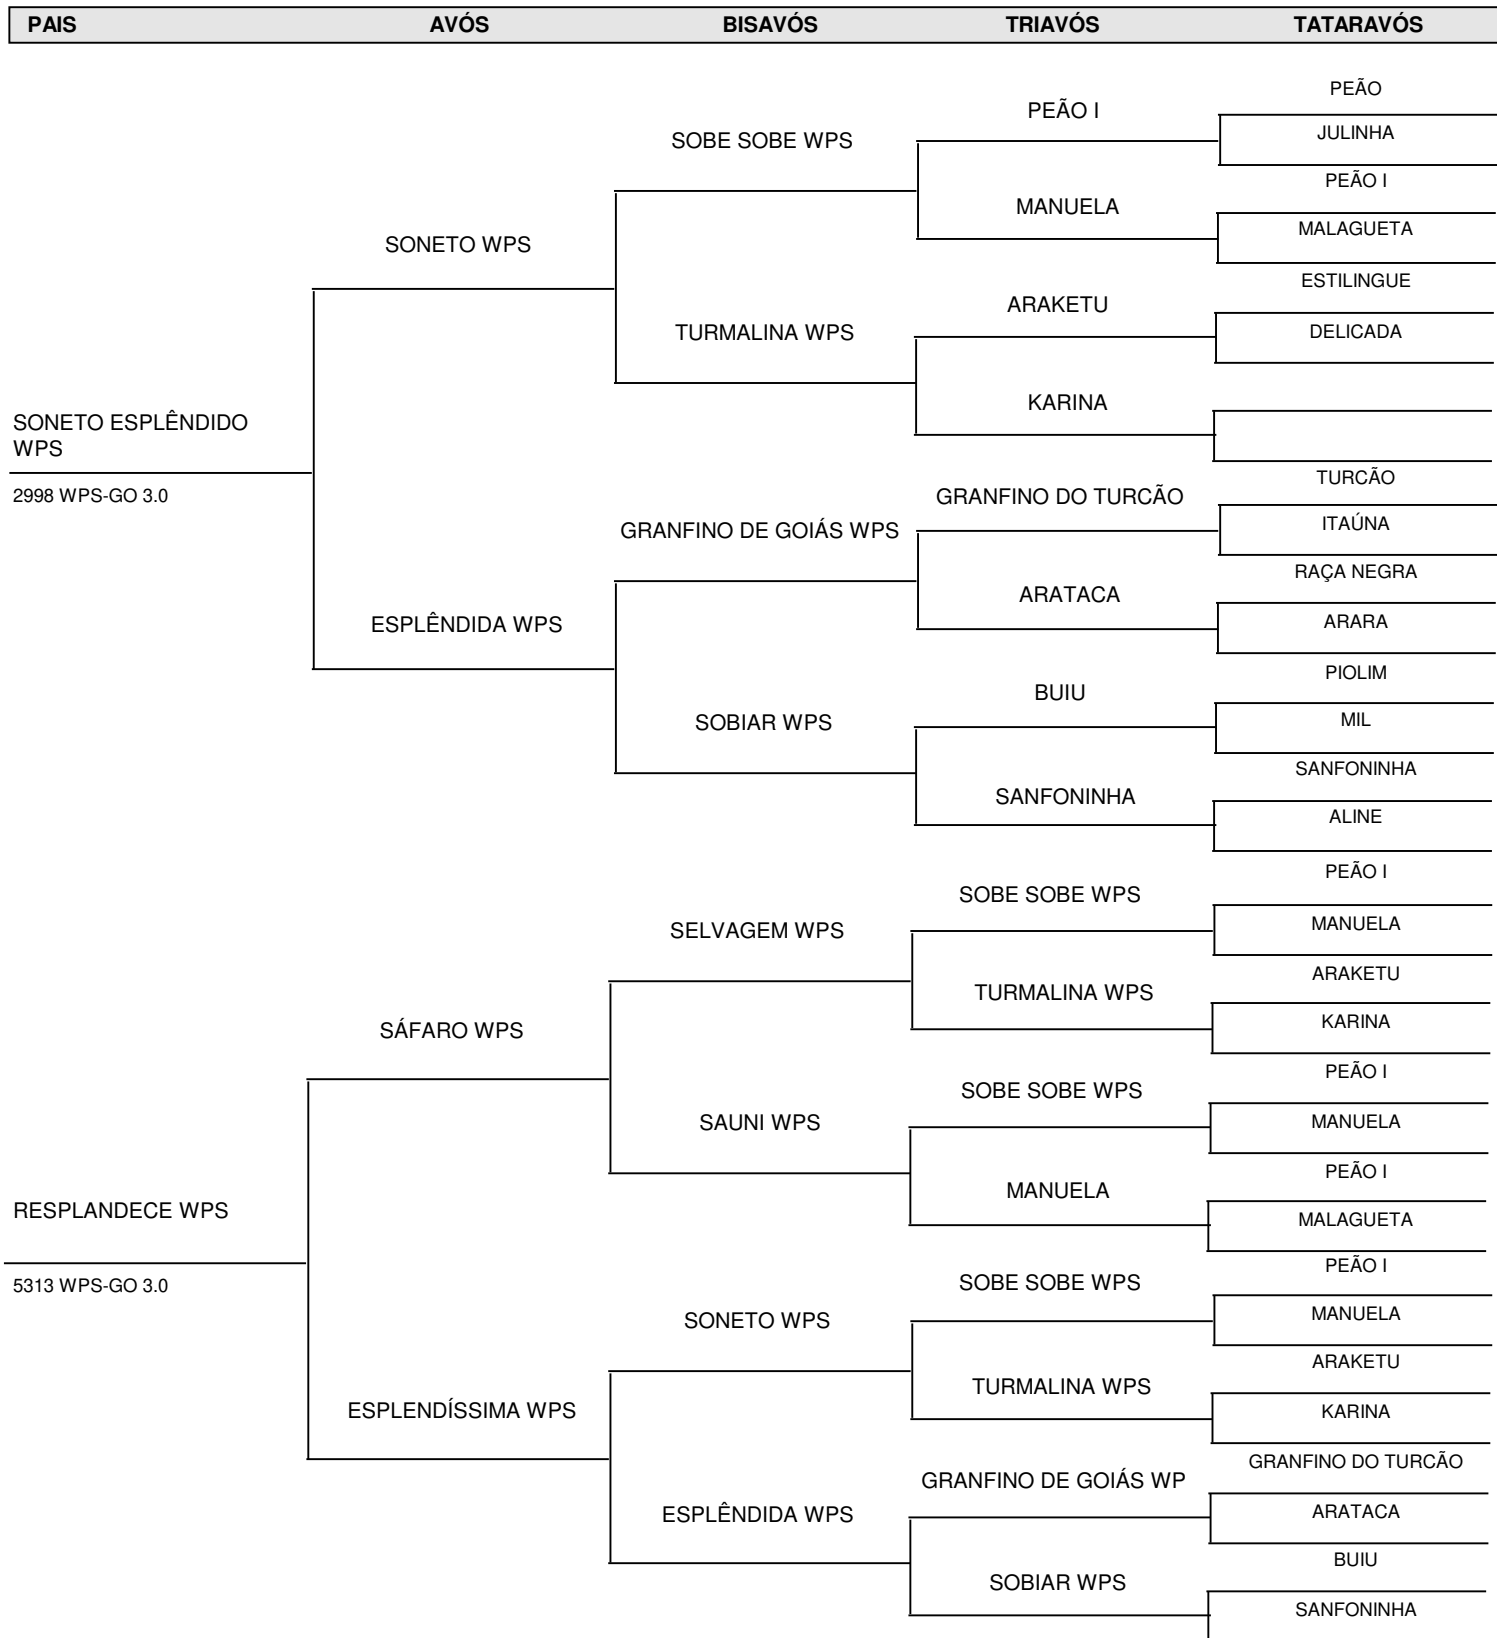 PAIS AVÓS BISAVÓS TRIAVÓS TATARAVÓS
PEÃO
PEÃO I
JULINHA
SOBE SOBE WPS
PEÃO I
MANUELA
MALAGUETA
SONETO WPS
ESTILINGUE
ARAKETU
DELICADA
TURMALINA WPS
KARINA
SONETO ESPLÊNDIDO
WPS
TURCÃO
2998 WPS-GO 3.0
GRANFINO DO TURCÃO
ITAÚNA
GRANFINO DE GOIÁS WPS
RAÇA NEGRA
ARATACA
ARARA
ESPLÊNDIDA WPS
PIOLIM
BUIU
MIL
SOBIAR WPS
SANFONINHA
SANFONINHA
ALINE
PEÃO I
SOBE SOBE WPS
MANUELA
SELVAGEM WPS
ARAKETU
TURMALINA WPS
KARINA
SÁFARO WPS
PEÃO I
SOBE SOBE WPS
MANUELA
SAUNI WPS
PEÃO I
MANUELA
RESPLANDECE WPS
MALAGUETA
PEÃO I
5313 WPS-GO 3.0
SOBE SOBE WPS
MANUELA
SONETO WPS
ARAKETU
TURMALINA WPS
ESPLENDÍSSIMA WPS
KARINA
GRANFINO DO TURCÃO
GRANFINO DE GOIÁS WP
ARATACA
ESPLÊNDIDA WPS
BUIU
SOBIAR WPS
SANFONINHA